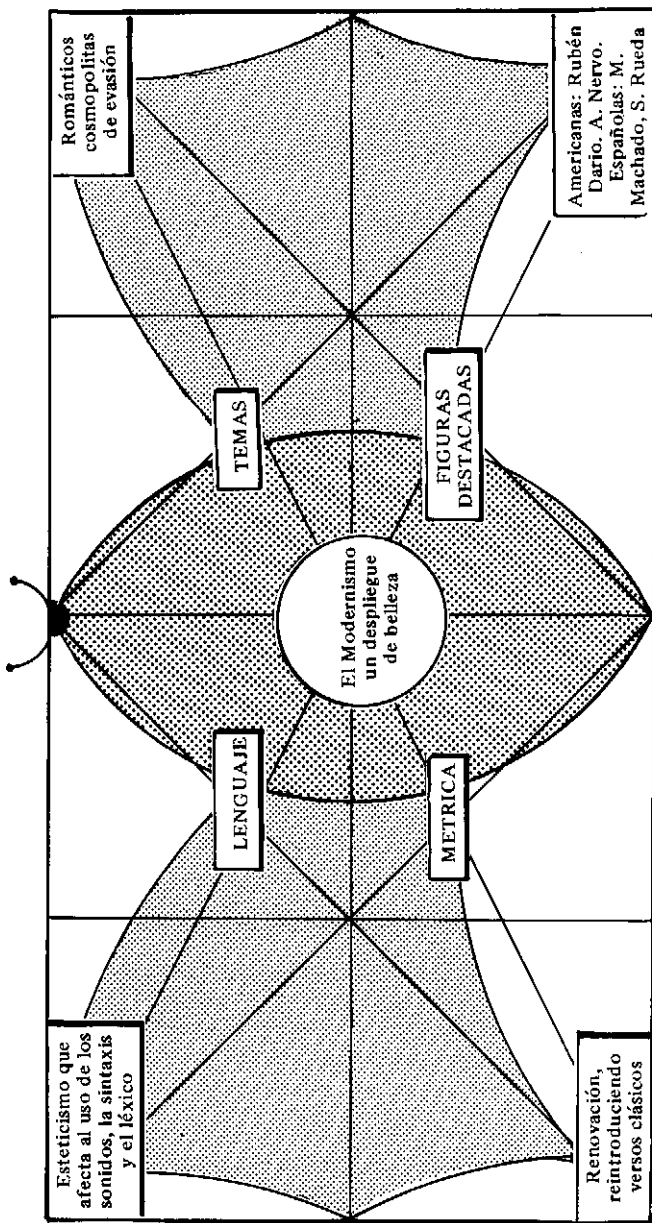 Esteticismo que
afecta al uso de los
sonidos, la sintaxis
y el léxico
Románticos
cosmopolitas
de evasión
LENGUAJE
TEMAS
El Modernismo
un despliegue
de belleza
METRICA
FIGURAS
DESTACADAS
Renovación,
reintroduciendo
versos clásicos
Americanas: Rubén
Dario. A. Nervo.
Españolas: M.
Machado, S. Rueda